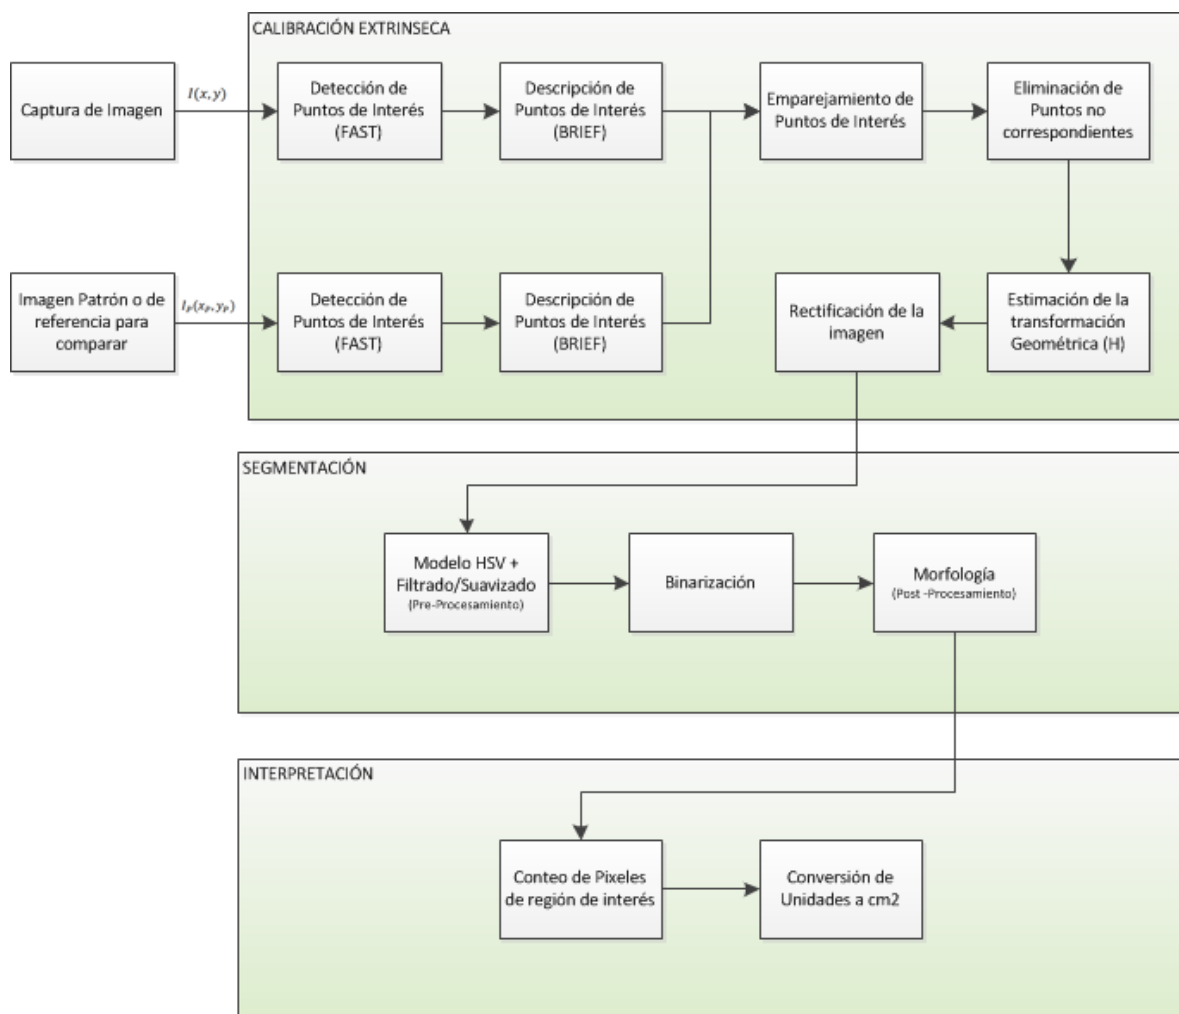 CALIBRACIÓN EXTRINSECA
Captura de Imagen
I(x, y)
Detección de
Puntos de Interés
(FAST)
Descripción de
Puntos de Interés
(BRIEF)
Emparejamiento de
Puntos de Interés
Eliminación de
Puntos no
correspondientes
Imagen Patrón o de
referencia para
comparar
I_P(x_P, y_P)
Detección de
Puntos de Interés
(FAST)
Descripción de
Puntos de Interés
(BRIEF)
Rectificación de la
imagen
Estimación de la
transformación
Geométrica (H)
SEGMENTACIÓN
Modelo HSV +
Filtrado/Suavizado
(Pre-Procesamiento)
Binarización
Morfología
(Post -Procesamiento)
INTERPRETACIÓN
Conteo de Pixeles
de región de interés
Conversión de
Unidades a cm2